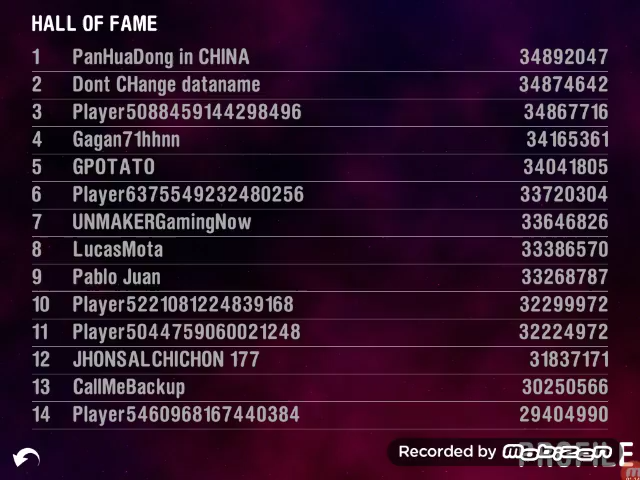 HALL OF FAME
1 PanHuaDong in CHINA 34892047
2 Dont CHange dataname 34874642
3 Player5088459144298496 34867716
4 Gagan71hhnn 34165361
5 GPOTATO 34041805
6 Player6375549232480256 33720304
7 UNMAKERGamingNow 33646826
8 LucasMota 33386570
9 Pablo Juan 33268787
10 Player5221081224839168 32299972
11 Player5044759060021248 32224972
12 JHONSALCHICHON 177 31837171
13 CallMeBackup 30250566
14 Player5460968167440384 29404990
PROFILE
Recorded by mobizen